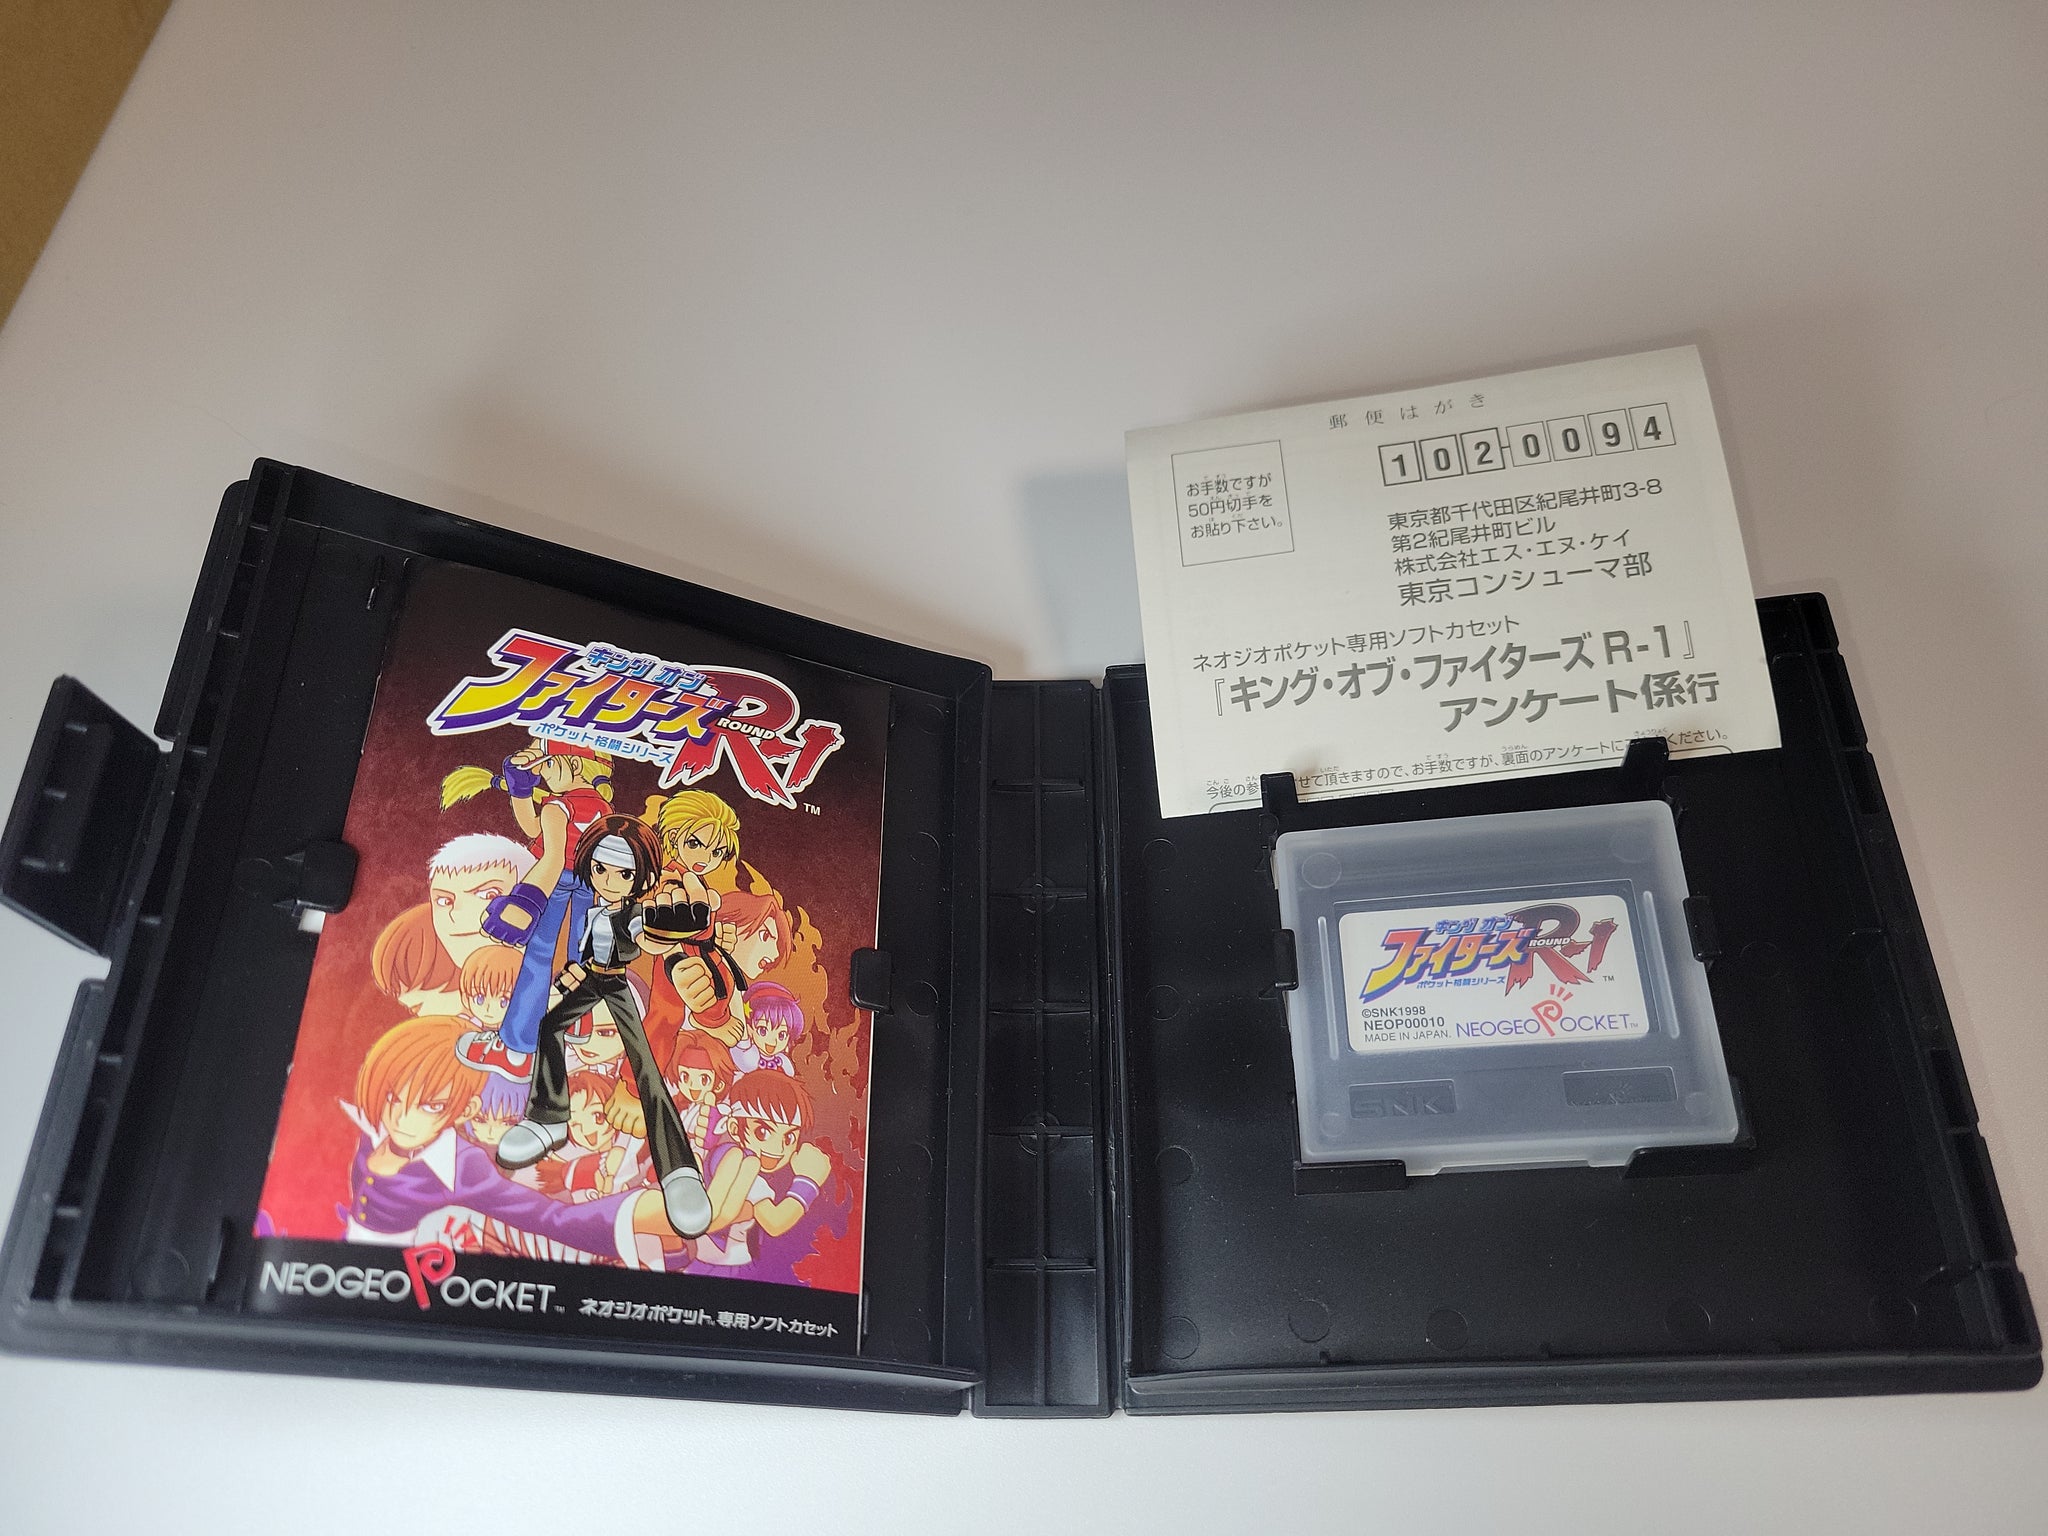 キング オブ
ファイターズ
ROUND
R-1
ポケット格闘シリーズ
TM
NEOGEO POCKET™ ネオジオポケット™専用ソフトカセット
郵便はがき
お手数ですが
50円切手を
お貼り下さい。
102-0094
東京都千代田区紀尾井町3-8
第2紀尾井町ビル
株式会社エス・エヌ・ケイ
東京コンシューマ部
ネオジオポケット専用ソフトカセット
『キング・オブ・ファイターズ R-1』
アンケート係行
今後の参 せて頂きますので、お手数ですが、裏面のアンケートに ください。
キング オブ
ファイターズ
ROUND
R-1
ポケット格闘シリーズ
TM
©SNK1998
NEOP00010
MADE IN JAPAN.
NEOGEO POCKET™
SNK